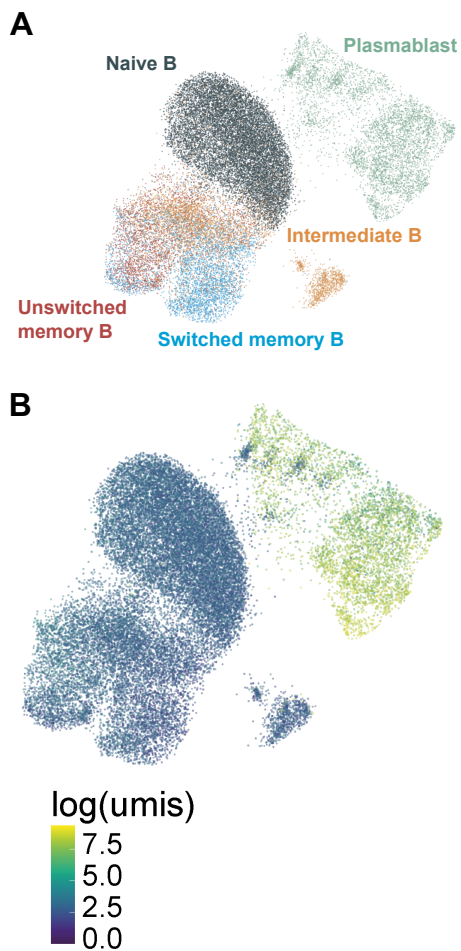 A
Plasmablast
Naive B
Intermediate B
Unswitched
memory B
Switched memory B
B
log(umis)
7.5
5.0
2.5
0.0